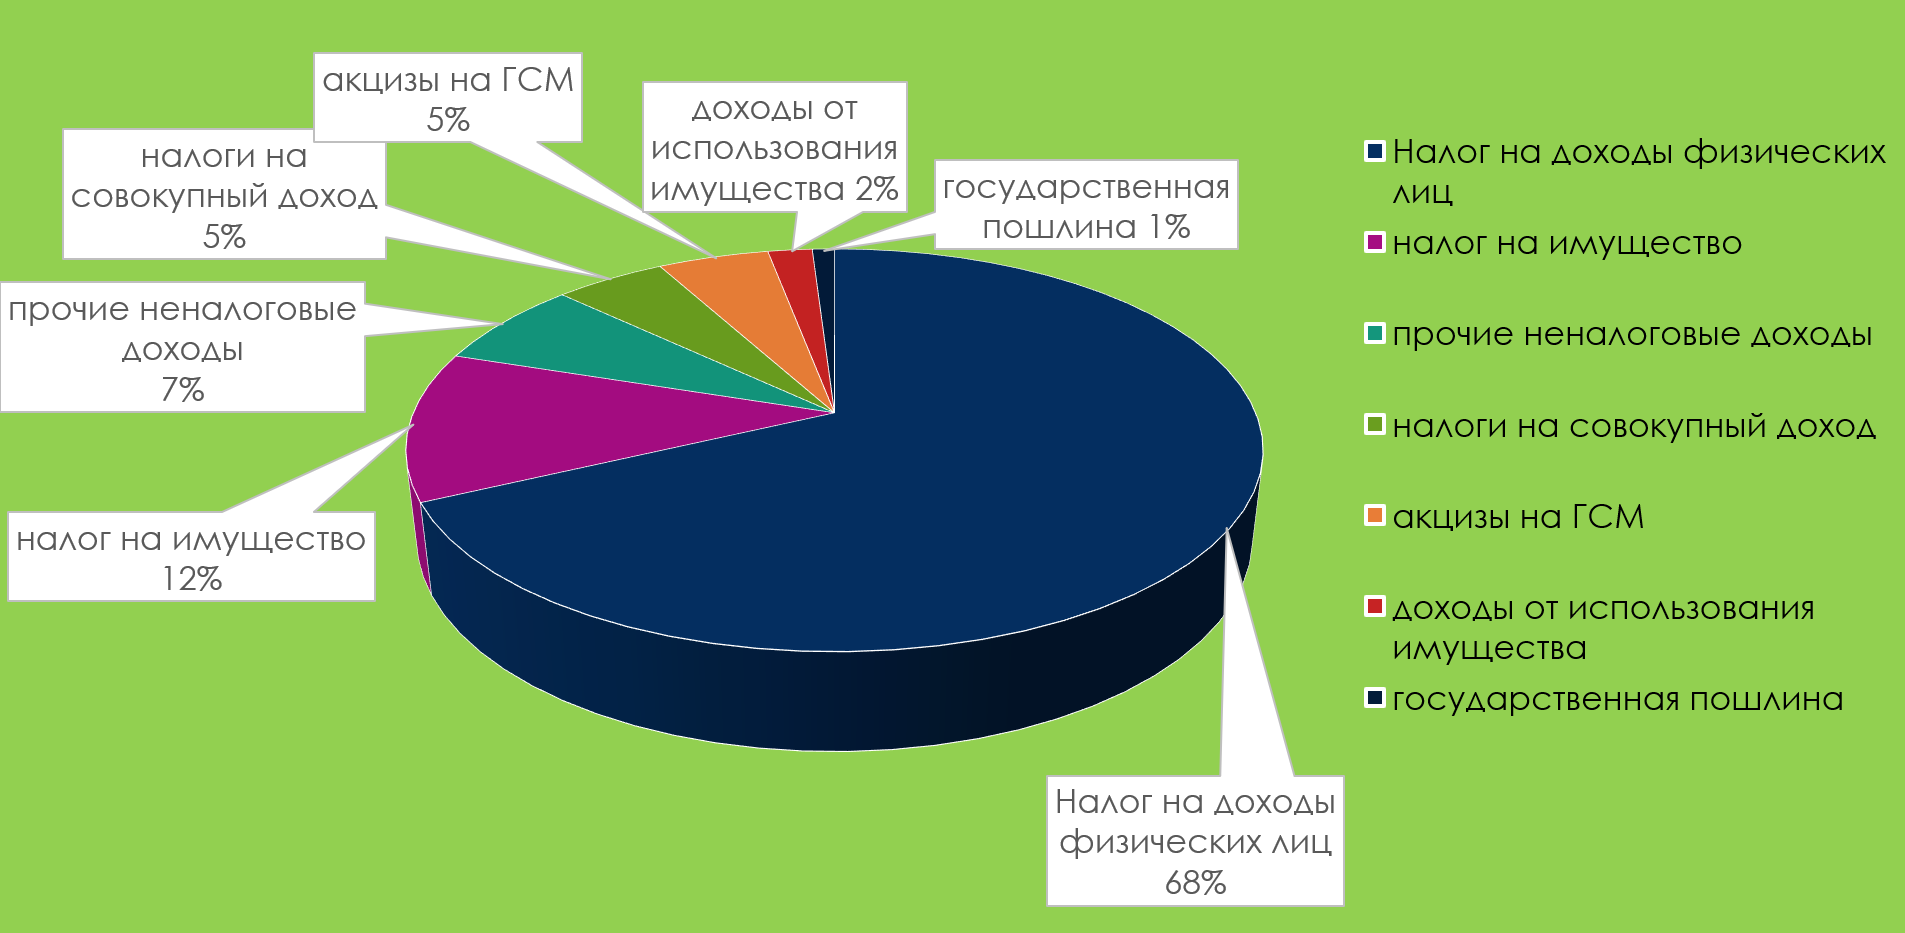 акцизы на ГСМ
5%
доходы от
использования
имущества 2%
налоги на
совокупный доход
5%
государственная
пошлина 1%
прочие неналоговые
доходы
7%
налог на имущество
12%
Налог на доходы
физических лиц
68%
Налог на доходы физических
лиц
налог на имущество
прочие неналоговые доходы
налоги на совокупный доход
акцизы на ГСМ
доходы от использования
имущества
государственная пошлина